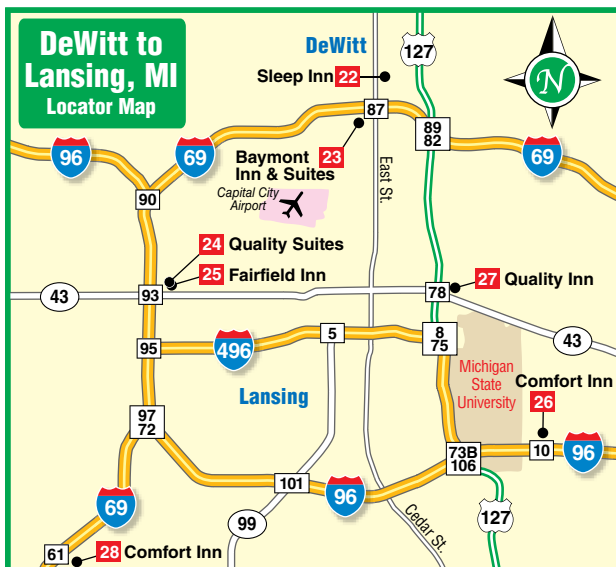 DeWitt to
Lansing, MI
Locator Map
DeWitt
127
N
Sleep Inn 22
87
89
82
96
69
69
Baymont 23
Inn & Suites
Capital City
Airport
East St.
90
24 Quality Suites
25 Fairfield Inn
27 Quality Inn
43
93
78
43
5
8
75
95
496
Michigan
State
University
Lansing
Comfort Inn
26
97
72
73B
106
10
96
101
96
69
99
Cedar St.
127
61
28 Comfort Inn